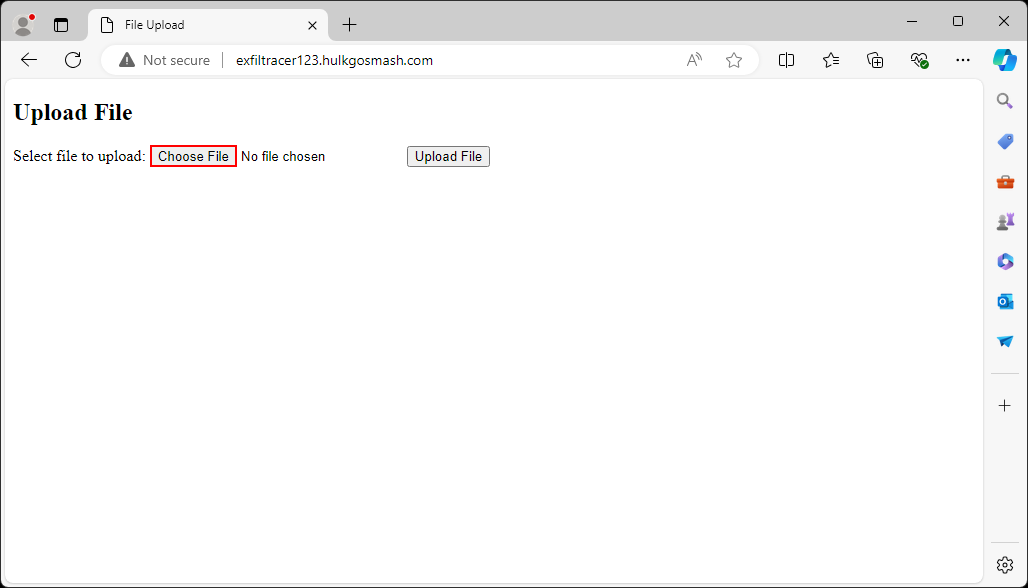 File Upload
Not secure exfiltracer123.hulkgosmash.com
Upload File
Select file to upload: Choose File No file chosen Upload File